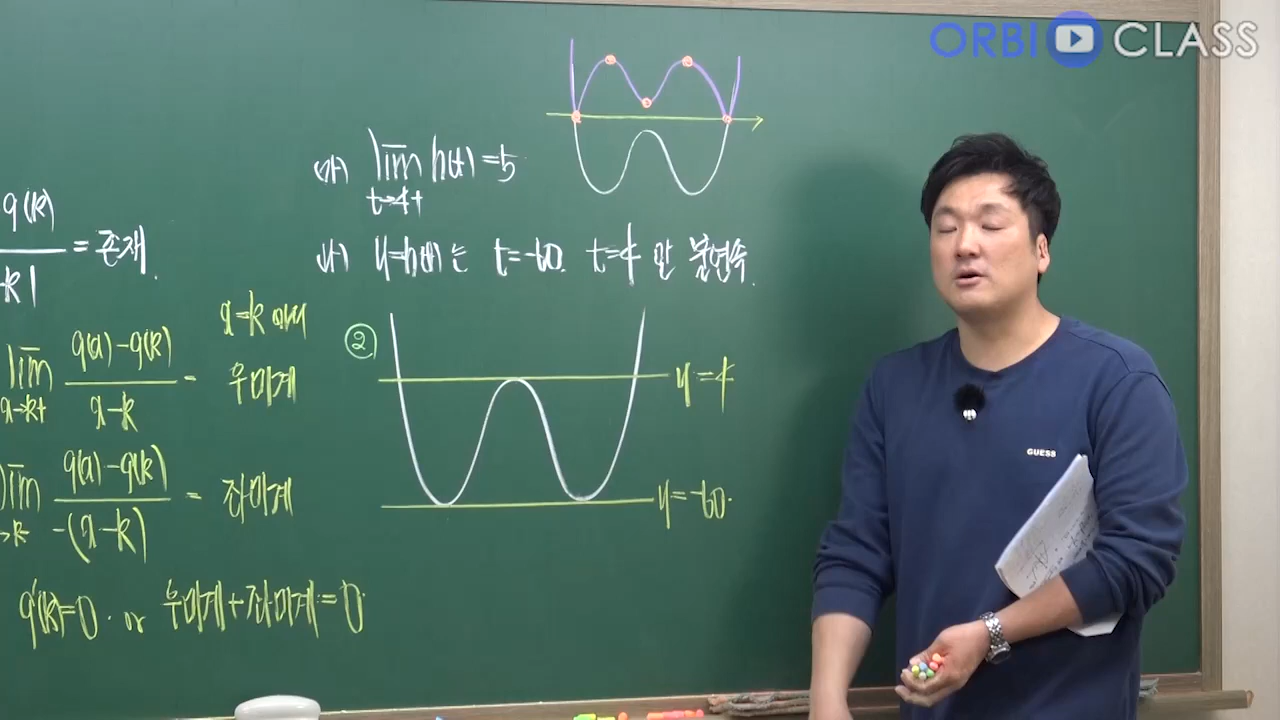 ORBI CLASS
(가) lim h(t) = 5
t→4+
(나) y=h(t)는 t=-60. t=4 만 불연속.
g(k)
= 존재.
-k|
x=k 에서
lim g(x)-g(k) / x-k = 우미계
x→k+
lim g(x)-g(k) / -(x-k) = 좌미계
→k-
g'(k)=0. or 우미계+좌미계=0.
②
y=4
y=-60.
GUESS